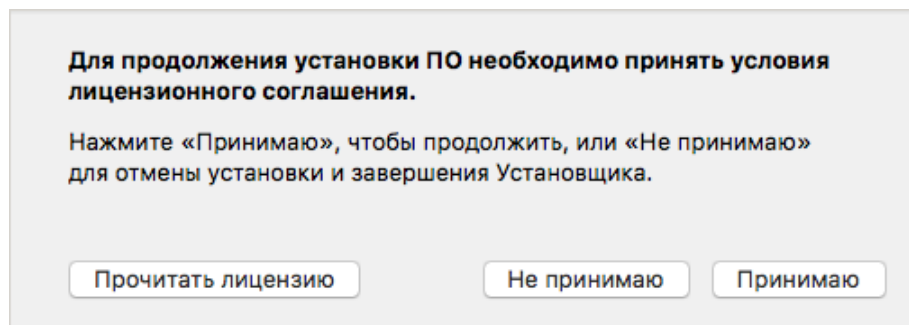 Для продолжения установки ПО необходимо принять условия
лицензионного соглашения.
Нажмите «Принимаю», чтобы продолжить, или «Не принимаю»
для отмены установки и завершения Установщика.
Прочитать лицензию
Не принимаю
Принимаю